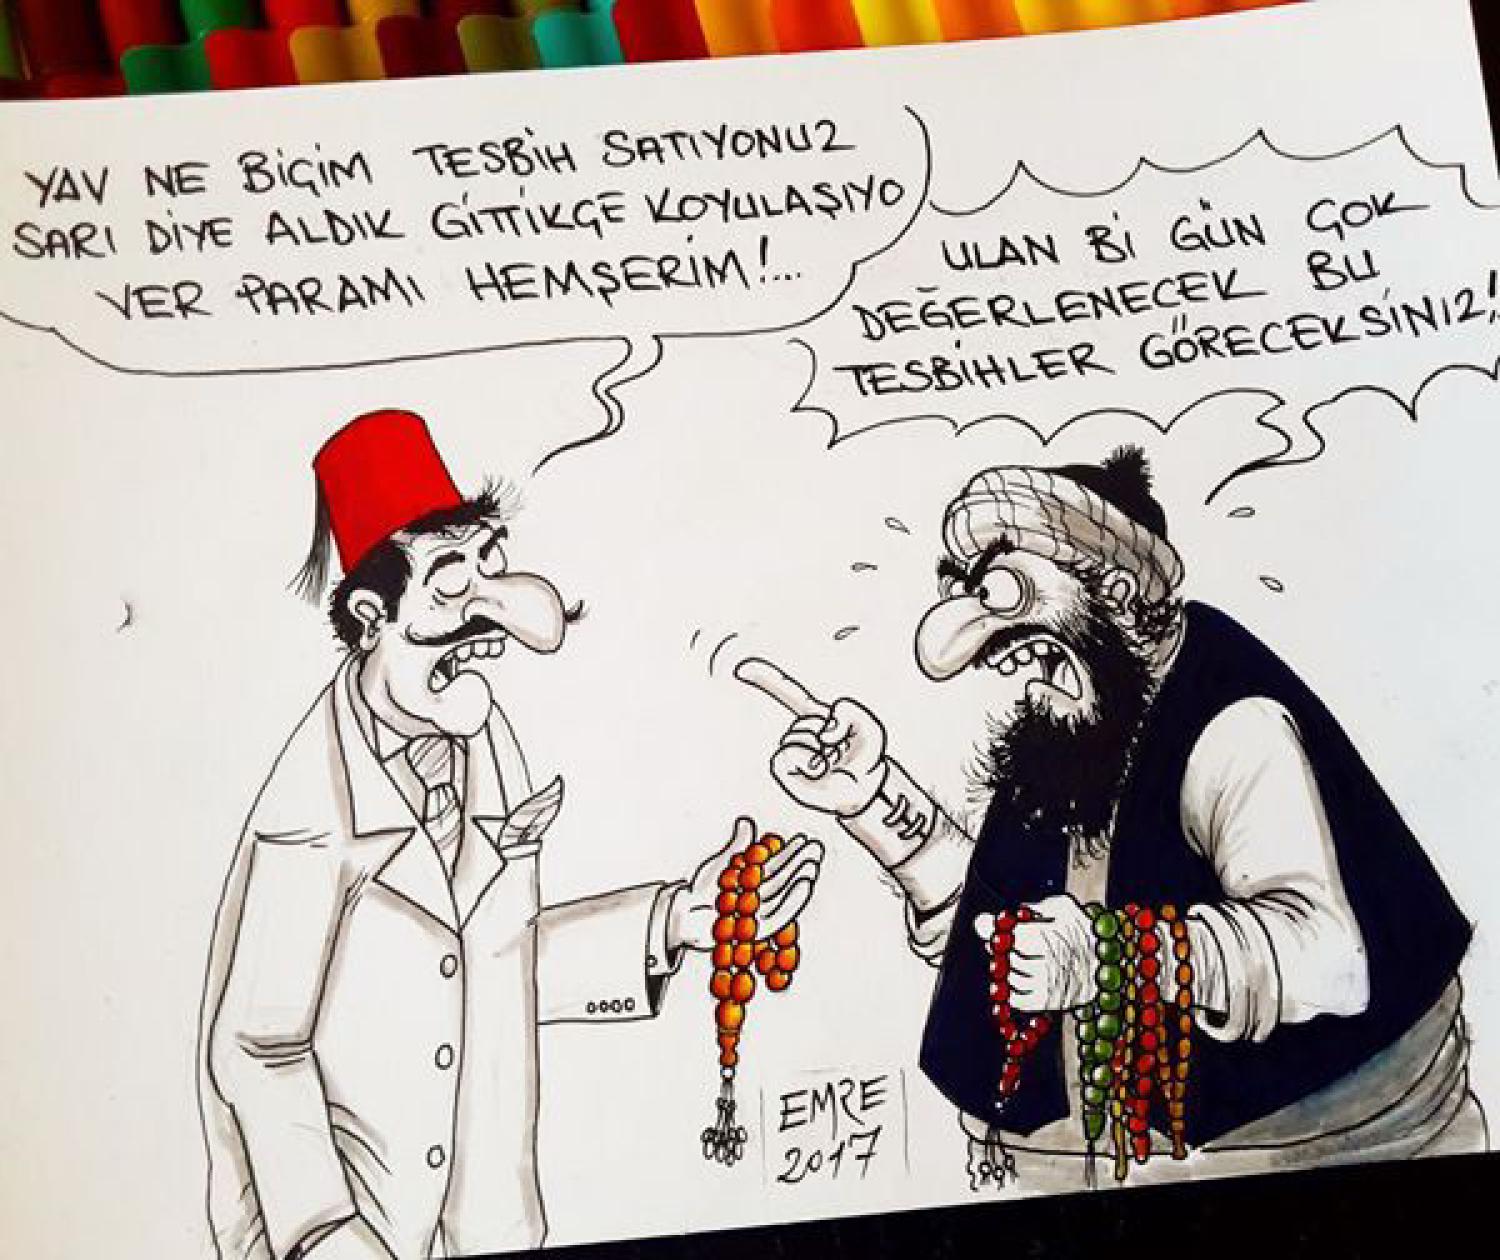 YAV NE BİÇİM TESBİH SATIYONUZ
SARI DİYE ALDIK GİTTİKÇE KOYULAŞIYO
VER PARAMI HEMŞERİM!...
ULAN Bİ GÜN ÇOK
DEĞERLENECEK BU
TESBİHLER GÖRECEKSİNİZ!
EMRE
2017